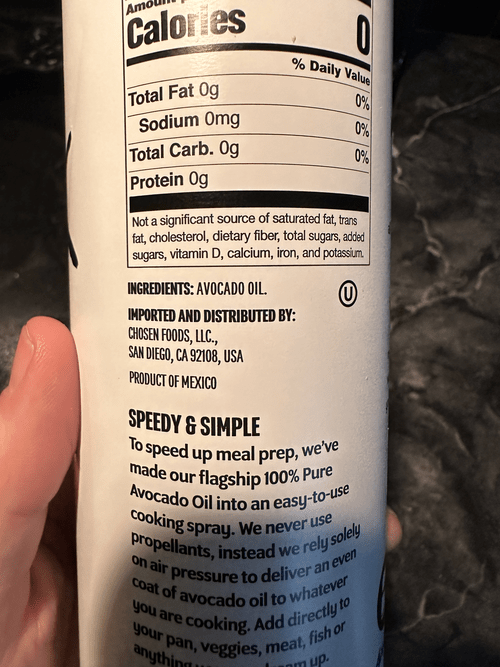 Calories 0
% Daily Value
Total Fat 0g 0%
Sodium 0mg 0%
Total Carb. 0g 0%
Protein 0g
Not a significant source of saturated fat, trans
fat, cholesterol, dietary fiber, total sugars, added
sugars, vitamin D, calcium, iron, and potassium.
INGREDIENTS: AVOCADO OIL.
U
IMPORTED AND DISTRIBUTED BY:
CHOSEN FOODS, LLC.,
SAN DIEGO, CA 92108, USA
PRODUCT OF MEXICO
SPEEDY & SIMPLE
To speed up meal prep, we've
made our flagship 100% Pure
Avocado Oil into an easy-to-use
cooking spray. We never use
propellants, instead we rely solely
on air pressure to deliver an even
coat of avocado oil to whatever
you are cooking. Add directly to
your pan, veggies, meat, fish or
anything up.